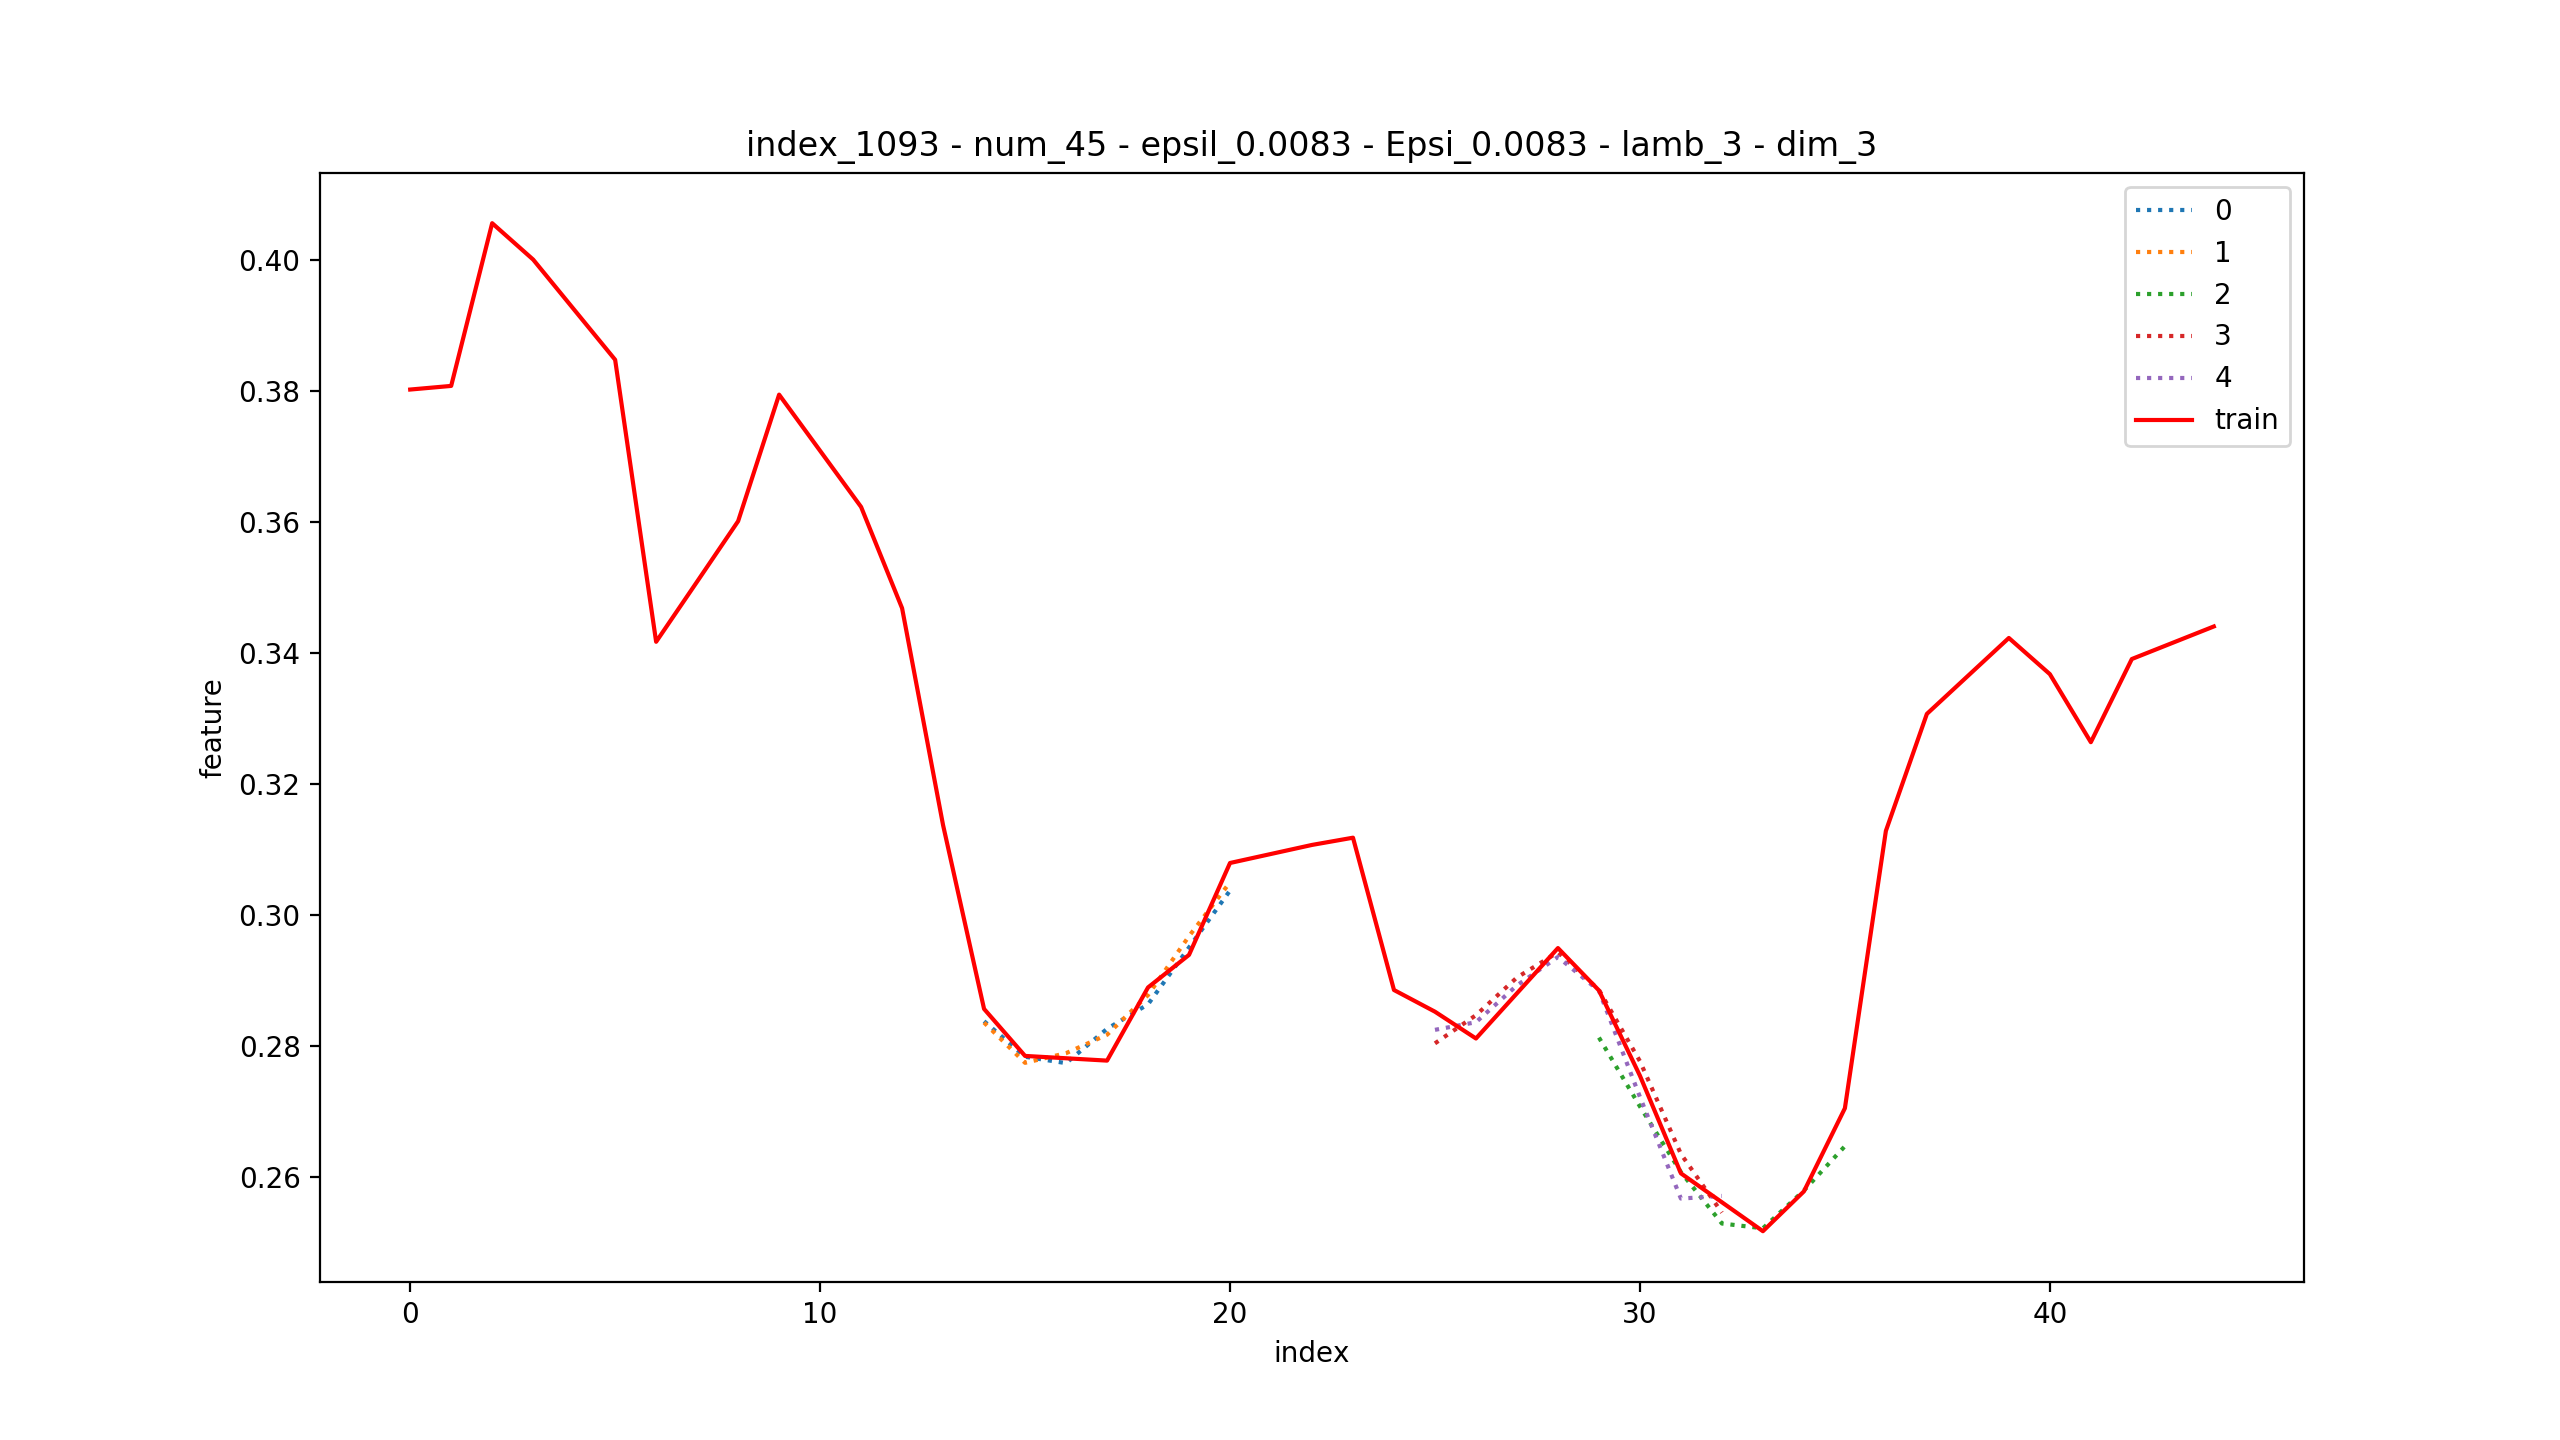 index_1093 - num_45 - epsil_0.0083 - Epsi_0.0083 - lamb_3 - dim_3
0
1
2
3
4
train
0.40
0.38
0.36
0.34
0.32
0.30
0.28
0.26
feature
0 10 20 30 40
index